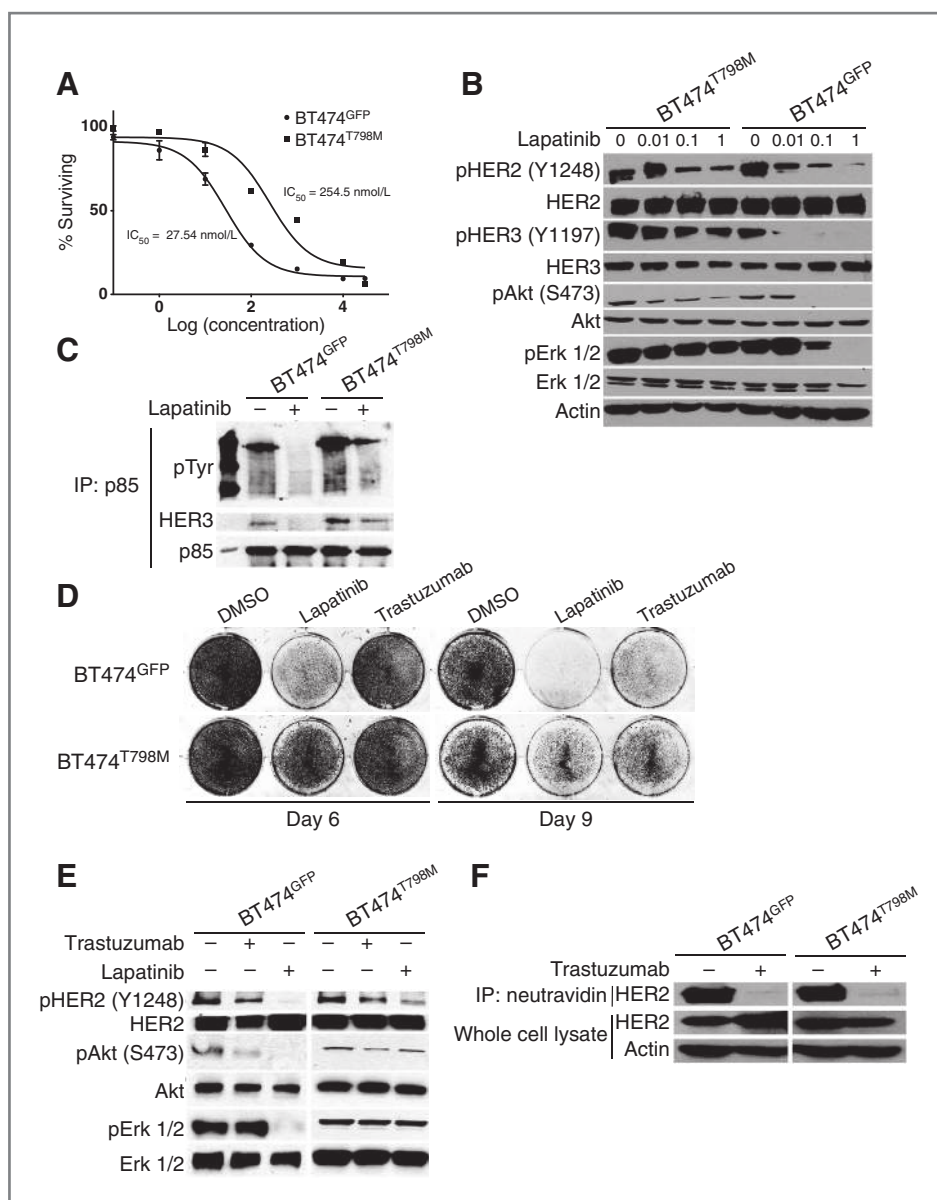 A
100
50
0
% Surviving
BT474GFP
BT474T798M
IC50 = 254.5 nmol/L
IC50 = 27.54 nmol/L
0 2 4
Log (concentration)
B
BT474T798M BT474GFP
Lapatinib 0 0.01 0.1 1 0 0.01 0.1 1
pHER2 (Y1248)
HER2
pHER3 (Y1197)
HER3
pAkt (S473)
Akt
pErk 1/2
Erk 1/2
Actin
C
BT474GFP BT474T798M
Lapatinib – + – +
IP: p85
pTyr
HER3
p85
D
DMSO Lapatinib Trastuzumab DMSO Lapatinib Trastuzumab
BT474GFP
BT474T798M
Day 6 Day 9
E
BT474GFP BT474T798M
Trastuzumab – + – – + –
Lapatinib – – + – – +
pHER2 (Y1248)
HER2
pAkt (S473)
Akt
pErk 1/2
Erk 1/2
F
BT474GFP BT474T798M
Trastuzumab – + – +
IP: neutravidin HER2
Whole cell lysate HER2
Actin